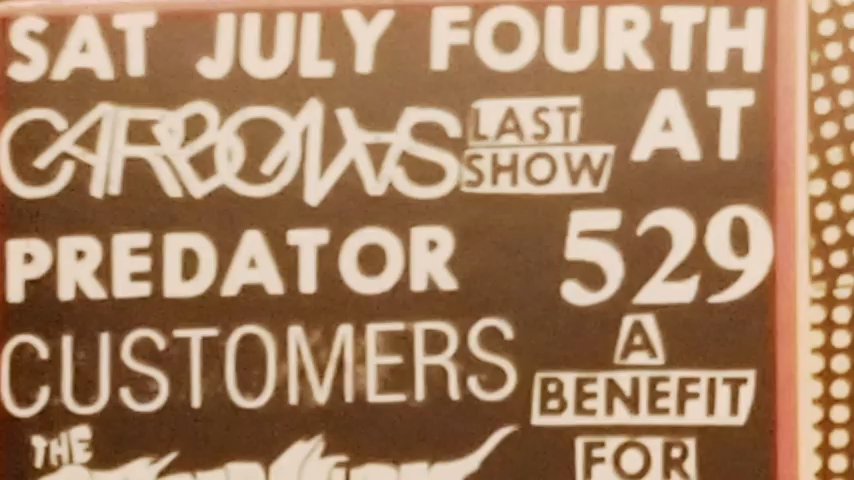 SAT JULY FOURTH
CARBONAS LAST SHOW AT
PREDATOR 529
CUSTOMERS A BENEFIT FOR
THE